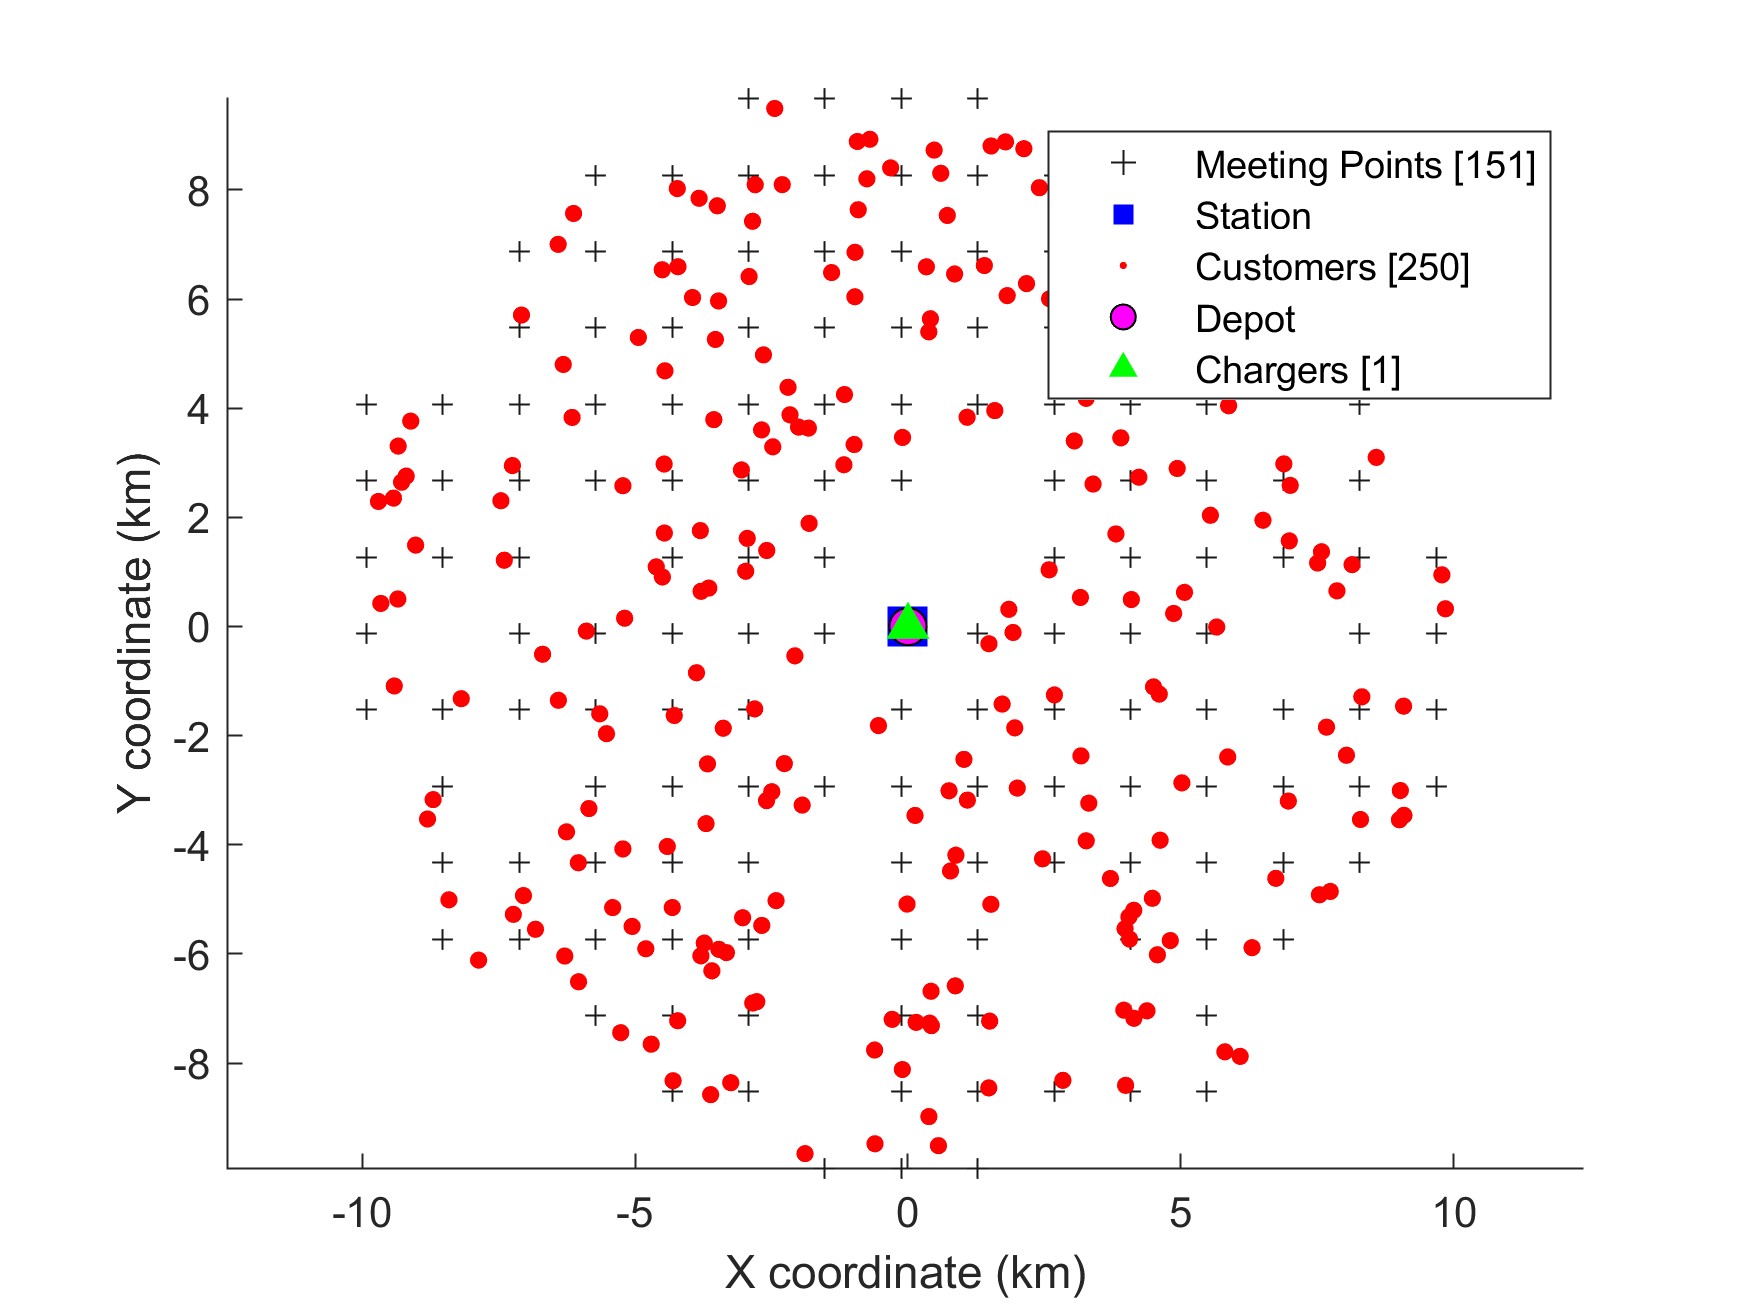 Meeting Points [151]
Station
Customers [250]
Depot
Chargers [1]
8
6
4
2
0
-2
-4
-6
-8
Y coordinate (km)
-10 -5 0 5 10
X coordinate (km)